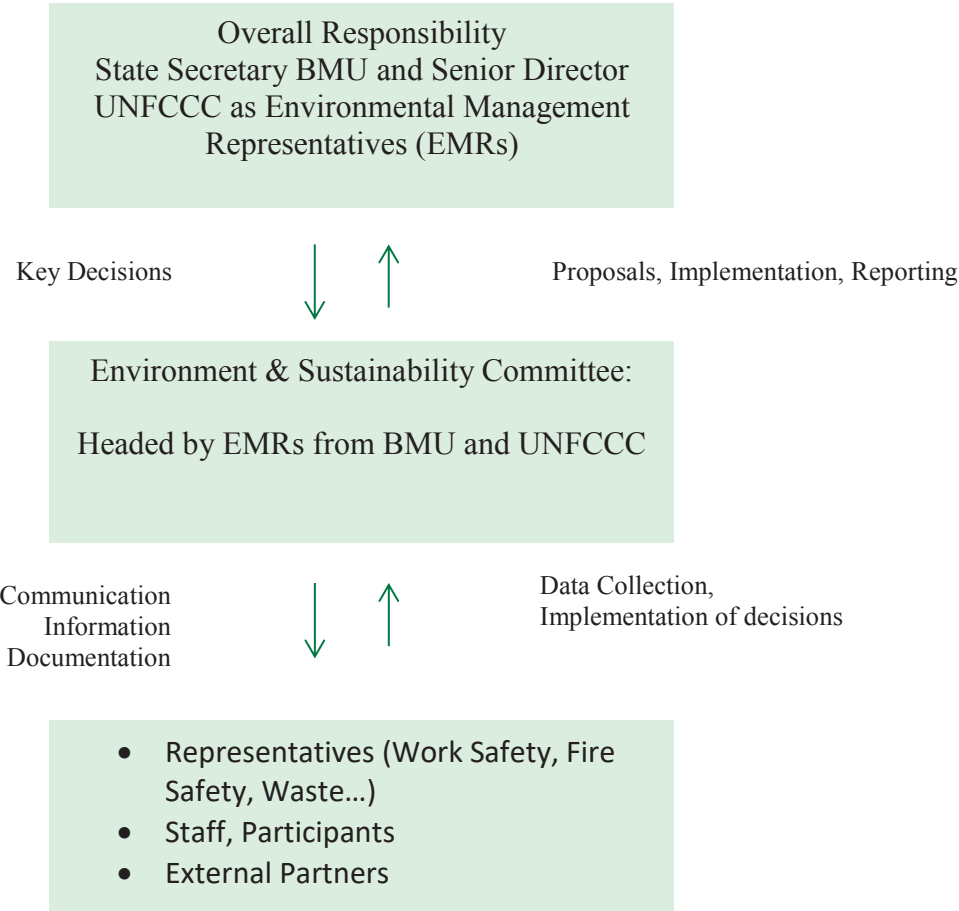 Overall Responsibility
State Secretary BMU and Senior Director
UNFCCC as Environmental Management
Representatives (EMRs)
Key Decisions
Proposals, Implementation, Reporting
Environment & Sustainability Committee:
Headed by EMRs from BMU and UNFCCC
Communication
Information
Documentation
Data Collection,
Implementation of decisions
• Representatives (Work Safety, Fire
Safety, Waste…)
• Staff, Participants
• External Partners